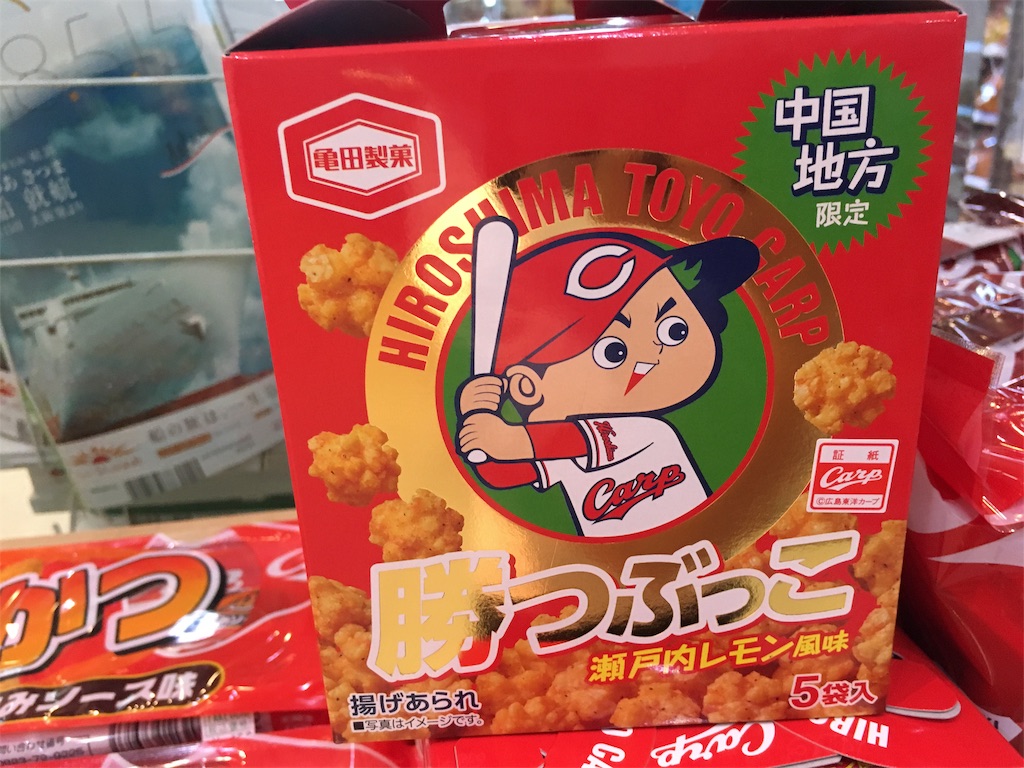 亀田製菓
中国
地方
限定
HIROSHIMA TOYO CARP
C
Carp
証紙
Carp
©広島東洋カープ
勝つぶっこ
瀬戸内レモン風味
揚げあられ
■写真はイメージです。
5袋入
かつ
みソース味
Carp